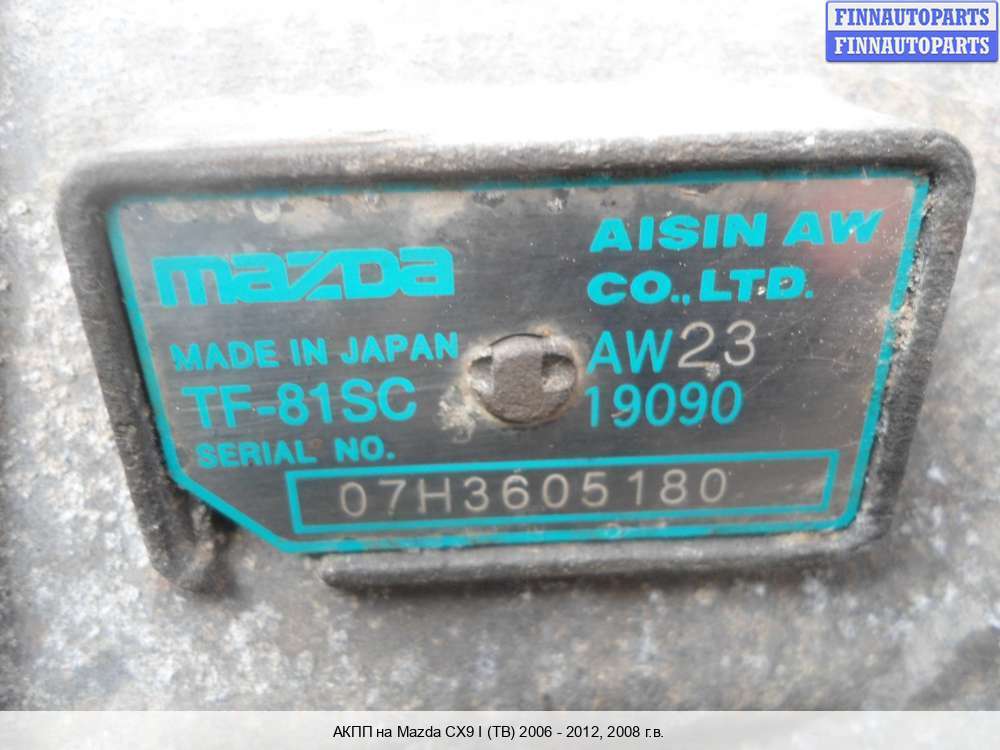 FINNAUTOPARTS
FINNAUTOPARTS
mazda
AISIN AW
CO., LTD.
MADE IN JAPAN
AW23
TF-81SC
19090
SERIAL NO.
07H3605180
АКПП на Mazda CX9 I (TB) 2006 - 2012, 2008 г.в.